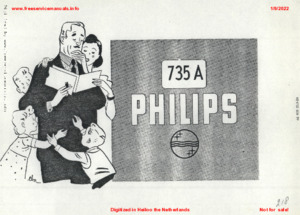 www.freeservicemanuals.info
1/9/2022
735 A
PHILIPS
Digitized in Heiloo the Netherlands
Not for sale!